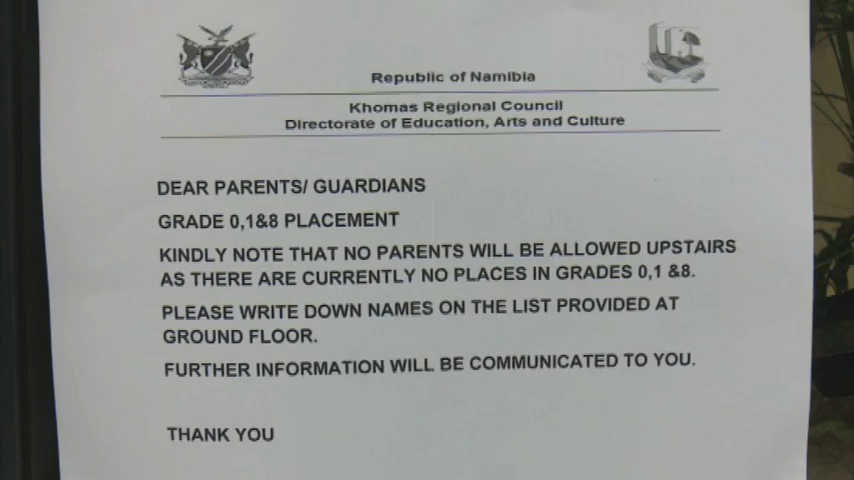 Republic of Namibia
Khomas Regional Council
Directorate of Education, Arts and Culture
DEAR PARENTS/ GUARDIANS
GRADE 0,1&8 PLACEMENT
KINDLY NOTE THAT NO PARENTS WILL BE ALLOWED UPSTAIRS
AS THERE ARE CURRENTLY NO PLACES IN GRADES 0,1 &8.
PLEASE WRITE DOWN NAMES ON THE LIST PROVIDED AT
GROUND FLOOR.
FURTHER INFORMATION WILL BE COMMUNICATED TO YOU.
THANK YOU